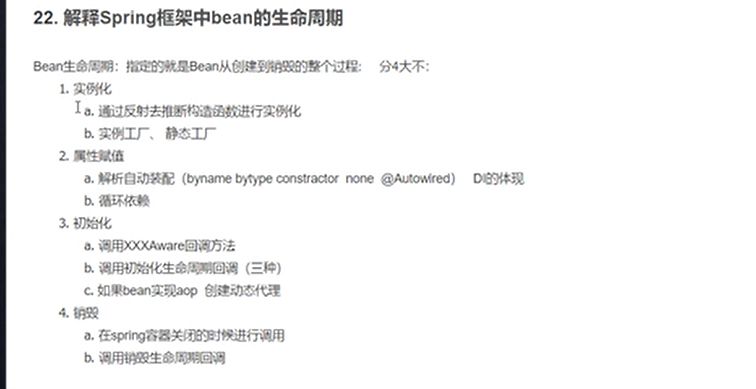 22. 解释Spring框架中bean的生命周期
Bean生命周期：指定的就是Bean从创建到销毁的整个过程： 分4大不：
1. 实例化
a. 通过反射去推断构造函数进行实例化
b. 实例工厂、 静态工厂
2. 属性赋值
a. 解析自动装配（byname bytype constractor none @Autowired） DI的体现
b. 循环依赖
3. 初始化
a. 调用XXXAware回调方法
b. 调用初始化生命周期回调（三种）
c. 如果bean实现aop 创建动态代理
4. 销毁
a. 在spring容器关闭的时候进行调用
b. 调用销毁生命周期回调